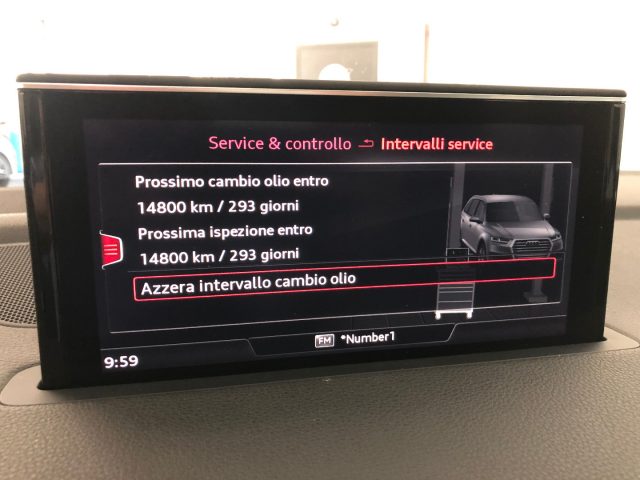 Service & controllo Intervalli service
Prossimo cambio olio entro
14800 km / 293 giorni
Prossima ispezione entro
14800 km / 293 giorni
Azzera intervallo cambio olio
FM *Number1
9:59